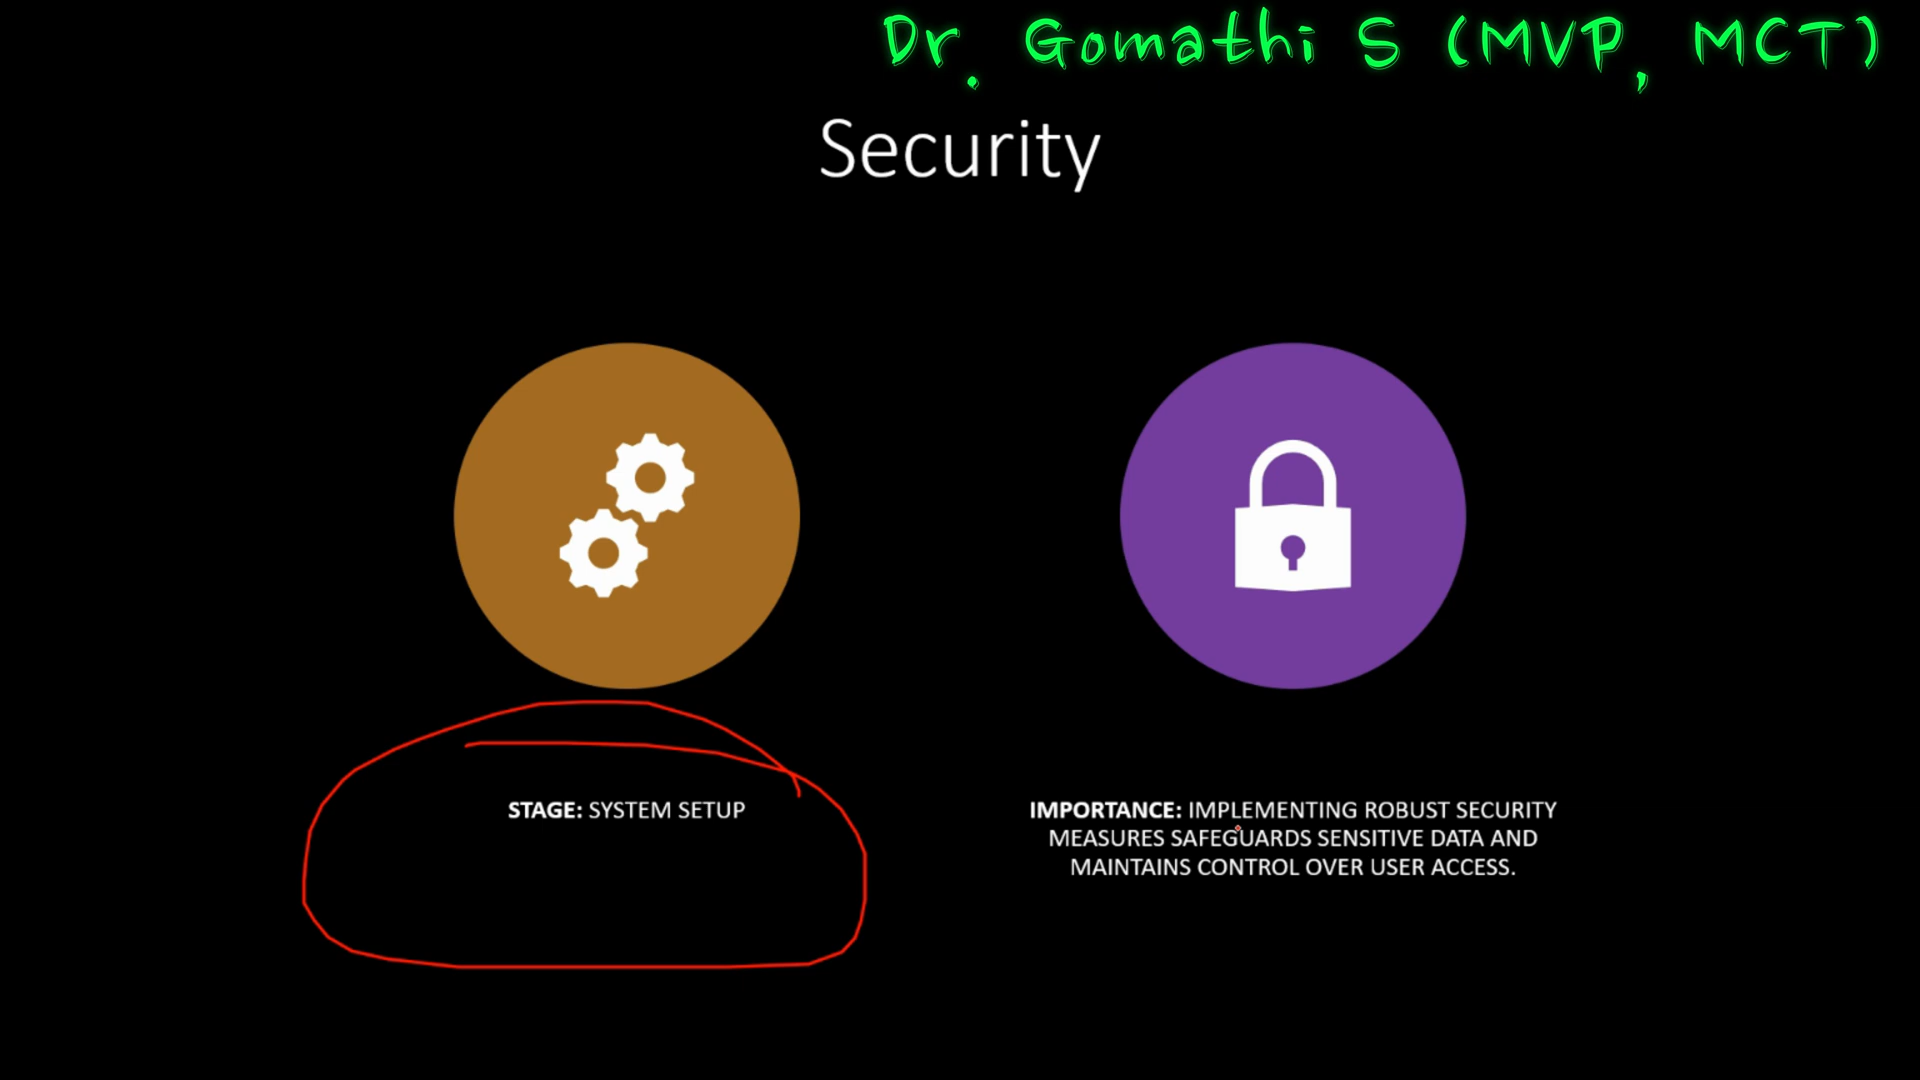 Dr. Gomathi S (MVP, MCT)
Security
STAGE: SYSTEM SETUP
IMPORTANCE: IMPLEMENTING ROBUST SECURITY
MEASURES SAFEGUARDS SENSITIVE DATA AND
MAINTAINS CONTROL OVER USER ACCESS.